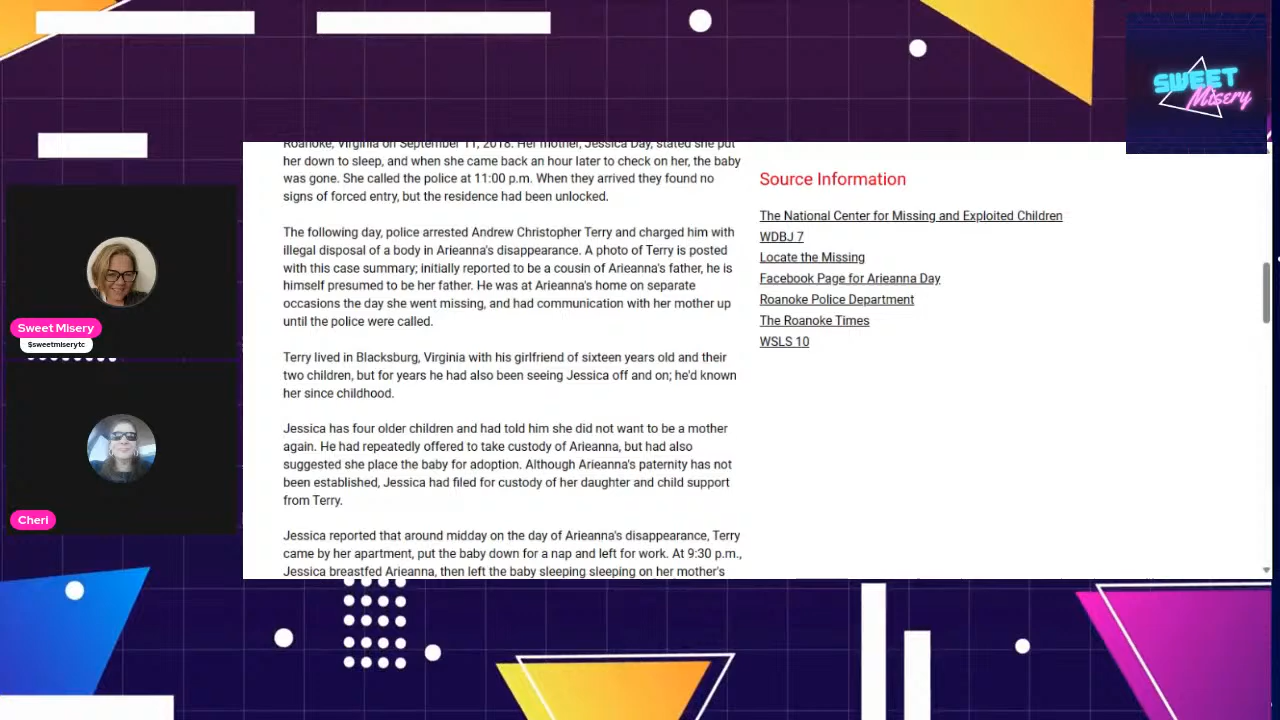 SWEET
Misery
Roanoke, Virginia on September 11, 2018. Her mother, Jessica Day, stated she put
her down to sleep, and when she came back an hour later to check on her, the baby
was gone. She called the police at 11:00 p.m. When they arrived they found no
signs of forced entry, but the residence had been unlocked.
The following day, police arrested Andrew Christopher Terry and charged him with
illegal disposal of a body in Arieanna's disappearance. A photo of Terry is posted
with this case summary; initially reported to be a cousin of Arieanna's father, he is
himself presumed to be her father. He was at Arieanna's home on separate
occasions the day she went missing, and had communication with her mother up
until the police were called.
Terry lived in Blacksburg, Virginia with his girlfriend of sixteen years old and their
two children, but for years he had also been seeing Jessica off and on; he'd known
her since childhood.
Jessica has four older children and had told him she did not want to be a mother
again. He had repeatedly offered to take custody of Arieanna, but had also
suggested she place the baby for adoption. Although Arieanna's paternity has not
been established, Jessica had filed for custody of her daughter and child support
from Terry.
Jessica reported that around midday on the day of Arieanna's disappearance, Terry
came by her apartment, put the baby down for a nap and left for work. At 9:30 p.m.,
Jessica breastfed Arieanna, then left the baby sleeping sleeping on her mother's
Source Information
The National Center for Missing and Exploited Children
WDBJ 7
Locate the Missing
Facebook Page for Arieanna Day
Roanoke Police Department
The Roanoke Times
WSLS 10
Sweet Misery
$sweetmiserytc
Cheri